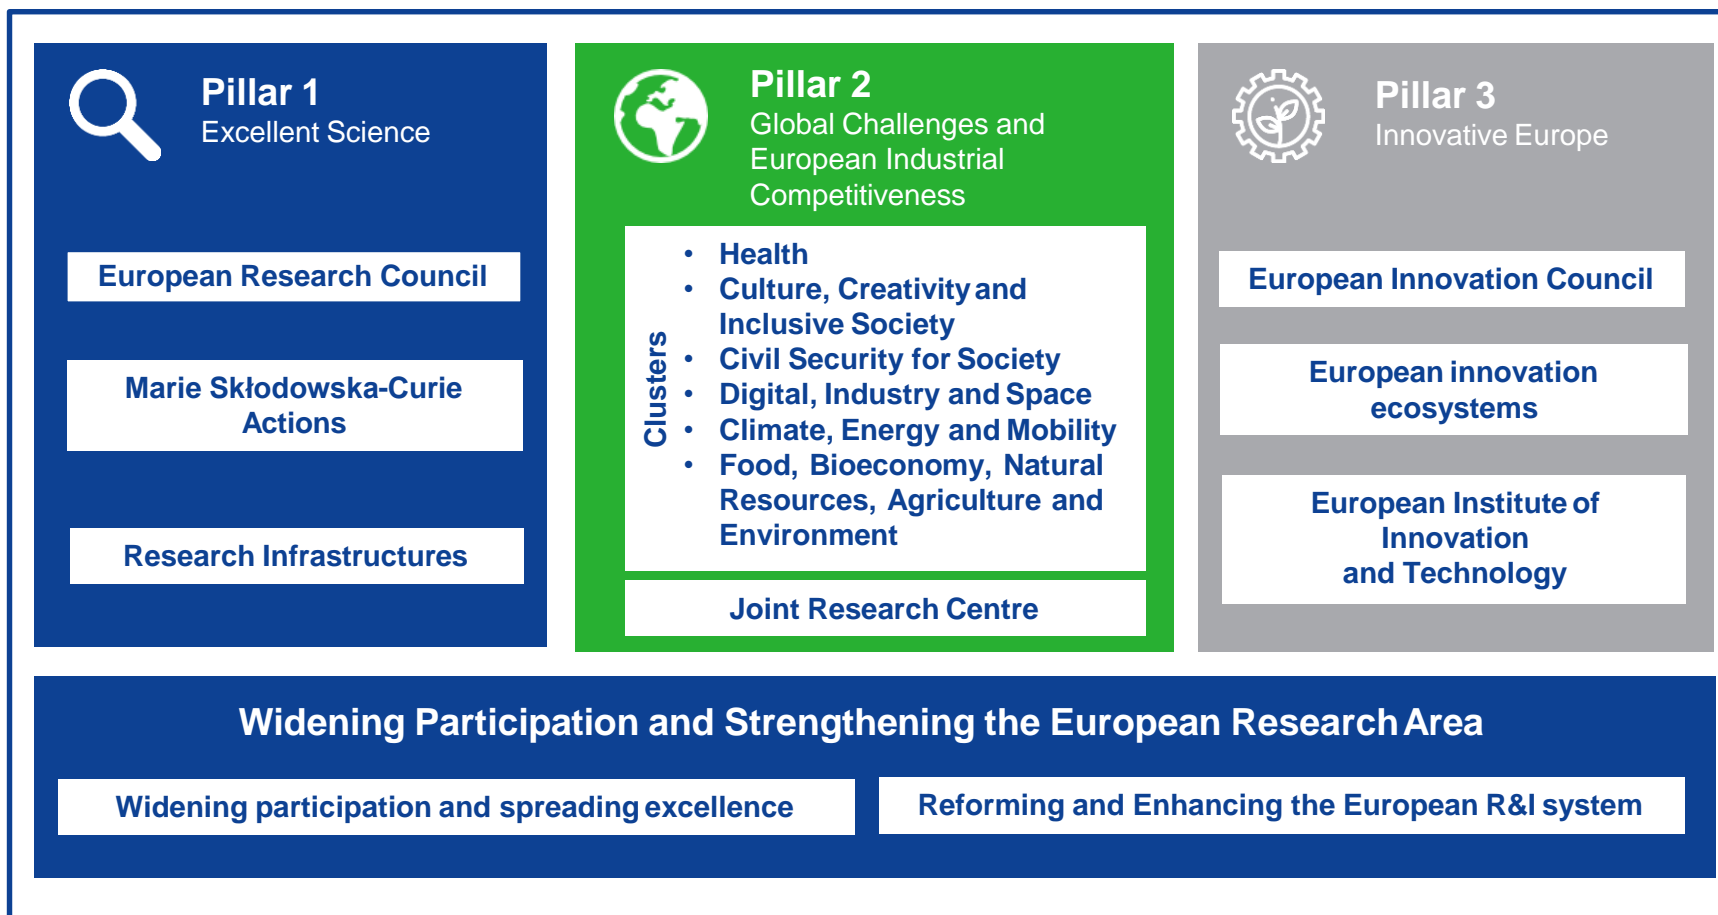 Pillar 1
Excellent Science
European Research Council
Marie Skłodowska-Curie
Actions
Research Infrastructures
Pillar 2
Global Challenges and
European Industrial
Competitiveness
Clusters
• Health
• Culture, Creativity and
Inclusive Society
• Civil Security for Society
• Digital, Industry and Space
• Climate, Energy and Mobility
• Food, Bioeconomy, Natural
Resources, Agriculture and
Environment
Joint Research Centre
Pillar 3
Innovative Europe
European Innovation Council
European innovation
ecosystems
European Institute of
Innovation
and Technology
Widening Participation and Strengthening the European Research Area
Widening participation and spreading excellence
Reforming and Enhancing the European R&I system